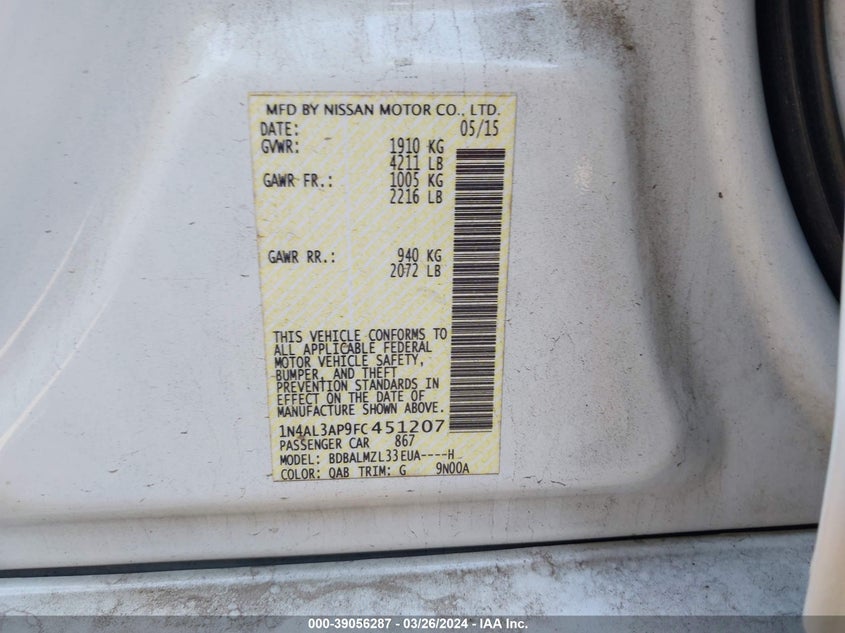 MFD BY NISSAN MOTOR CO., LTD.
DATE: 05/15
GVWR: 1910 KG
4211 LB
GAWR FR.: 1005 KG
2216 LB
GAWR RR.: 940 KG
2072 LB
THIS VEHICLE CONFORMS TO
ALL APPLICABLE FEDERAL
MOTOR VEHICLE SAFETY,
BUMPER, AND THEFT
PREVENTION STANDARDS IN
EFFECT ON THE DATE OF
MANUFACTURE SHOWN ABOVE.
1N4AL3AP9FC451207
PASSENGER CAR 867
MODEL: BDBALMZL33EUA----H
COLOR: QAB TRIM: G 9N00A
000-39056287 - 03/26/2024 - IAA Inc.